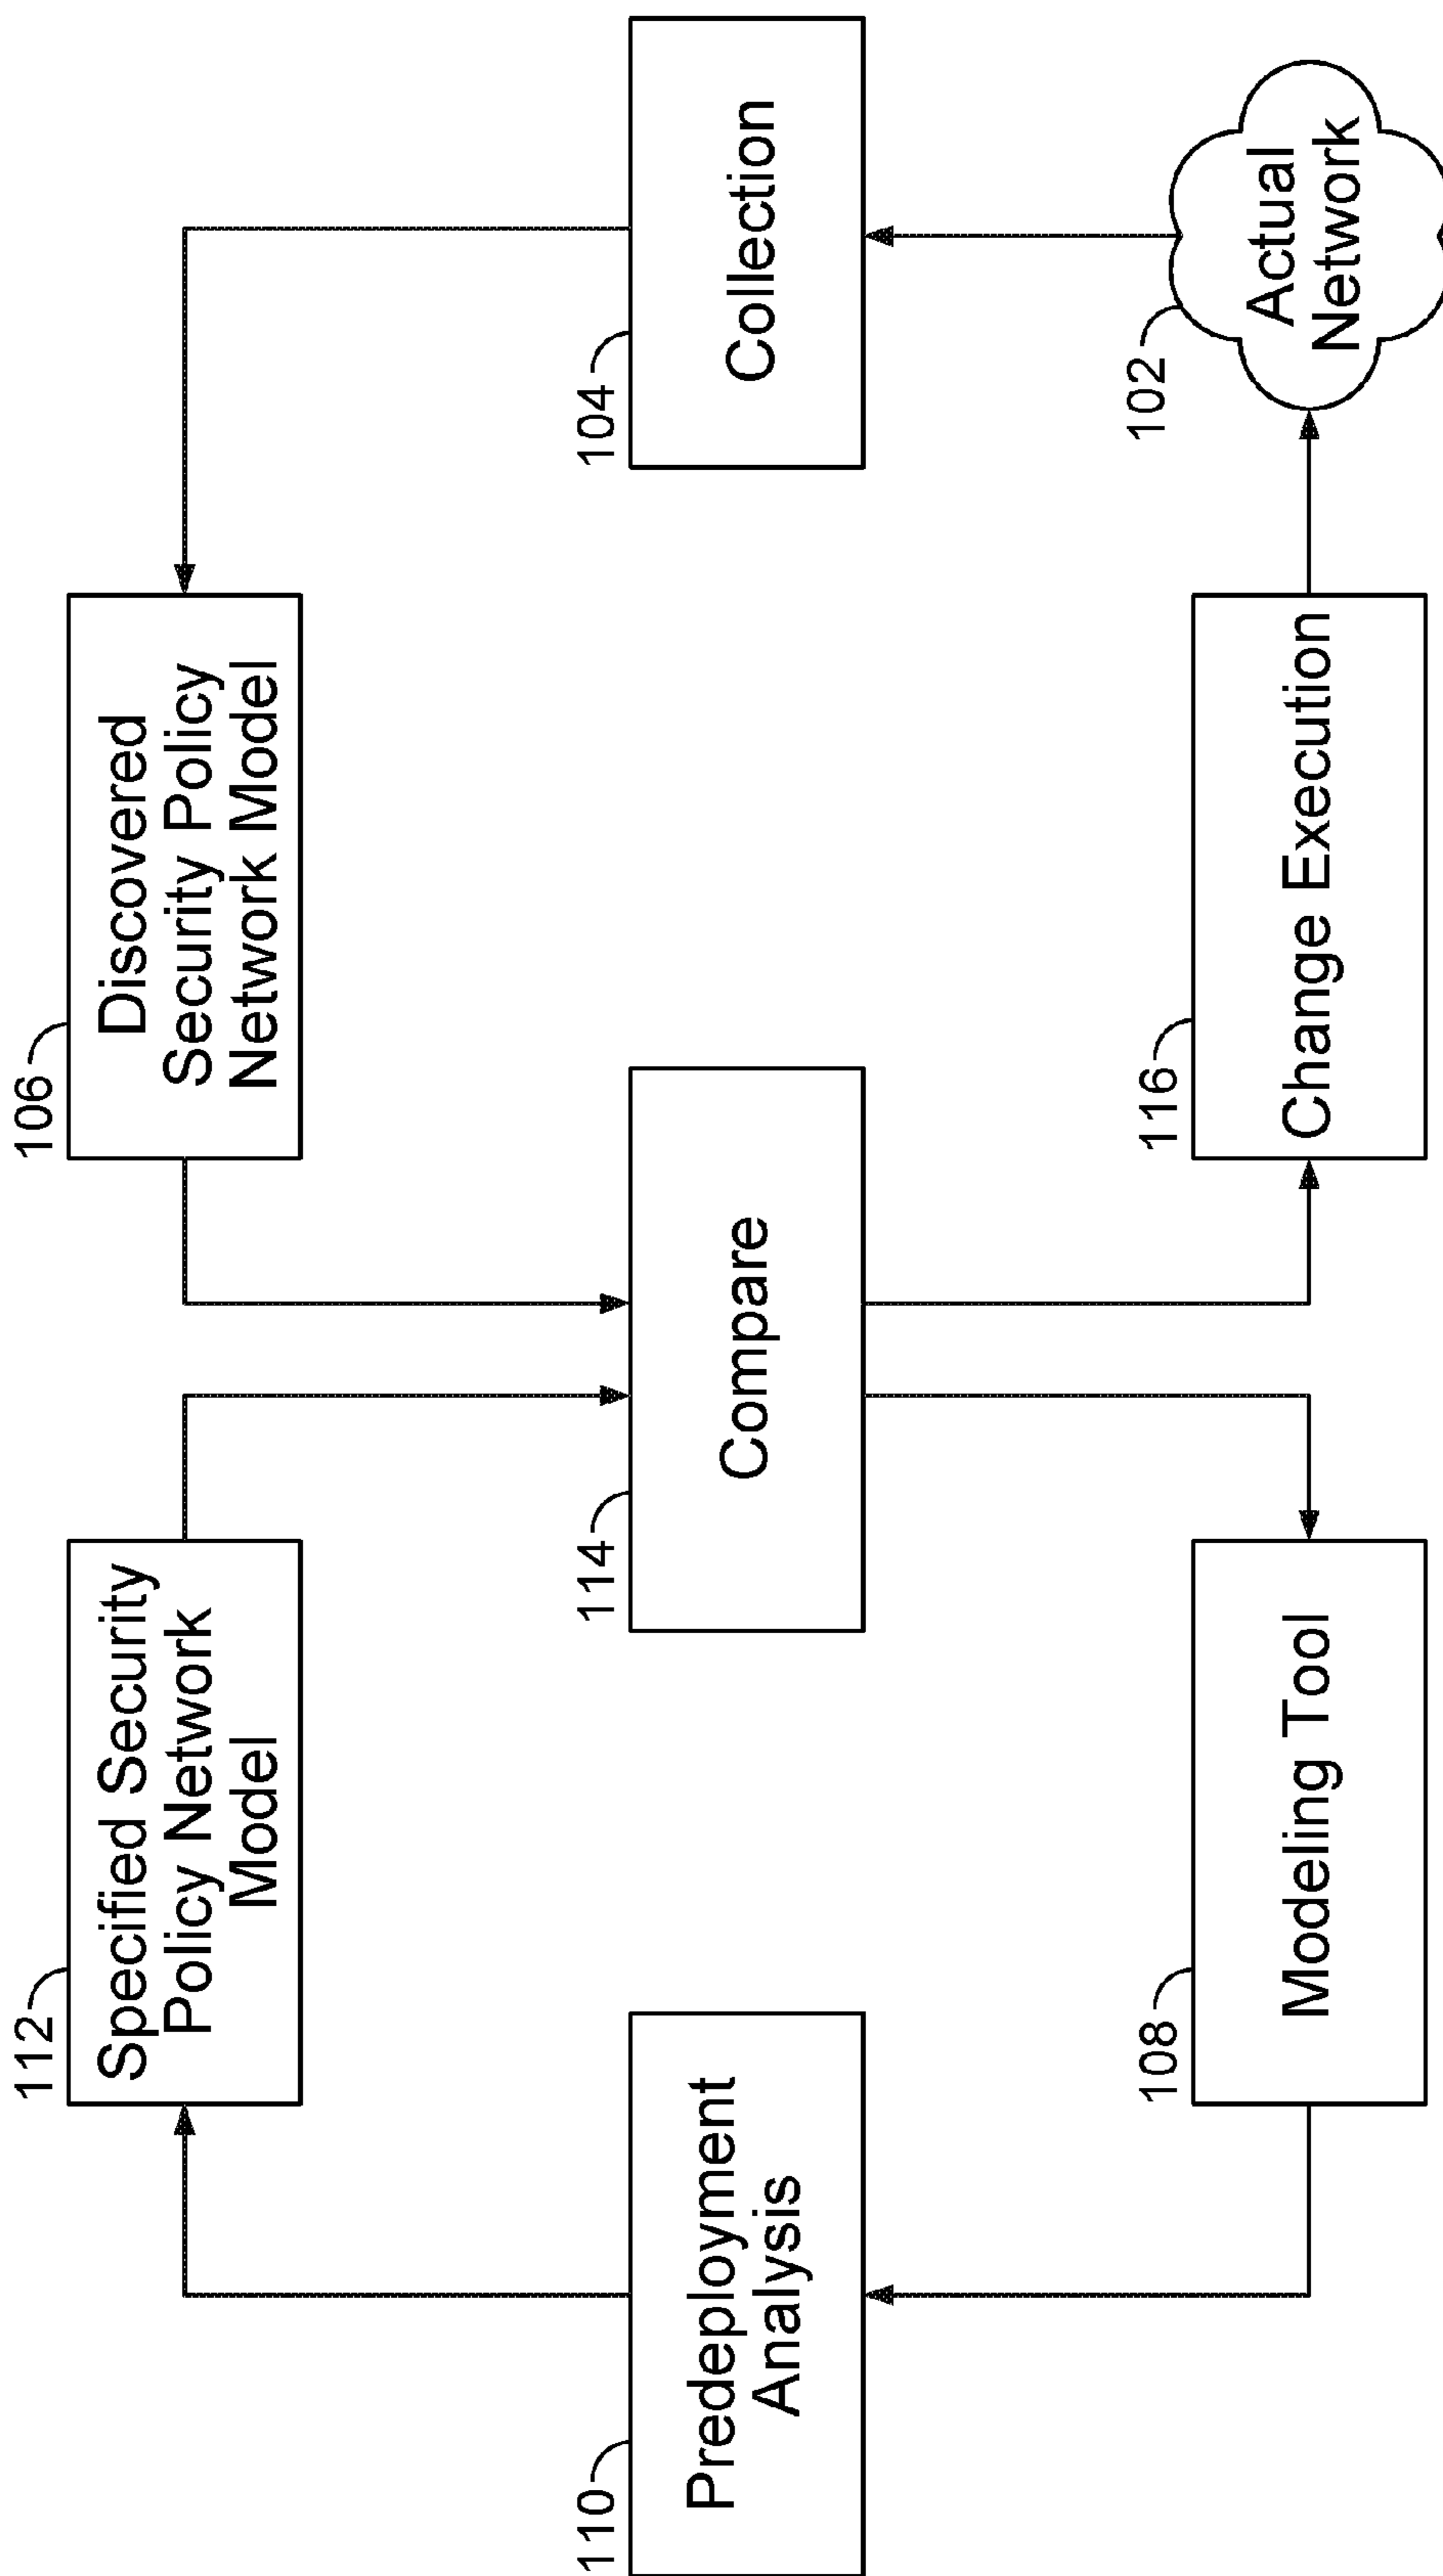 112
Specified Security
Policy Network
Model
106
Discovered
Security Policy
Network Model
110
Predeployment
Analysis
114
Compare
104
Collection
108
Modeling Tool
116
Change Execution
102
Actual
Network